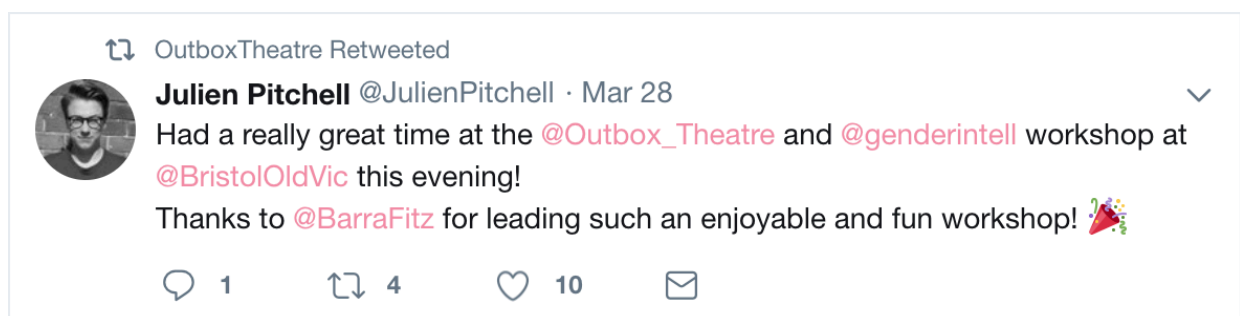 OutboxTheatre Retweeted
Julien Pitchell @JulienPitchell · Mar 28
Had a really great time at the @Outbox_Theatre and @genderintell workshop at
@BristolOldVic this evening!
Thanks to @BarraFitz for leading such an enjoyable and fun workshop! 🎉
1 4 10